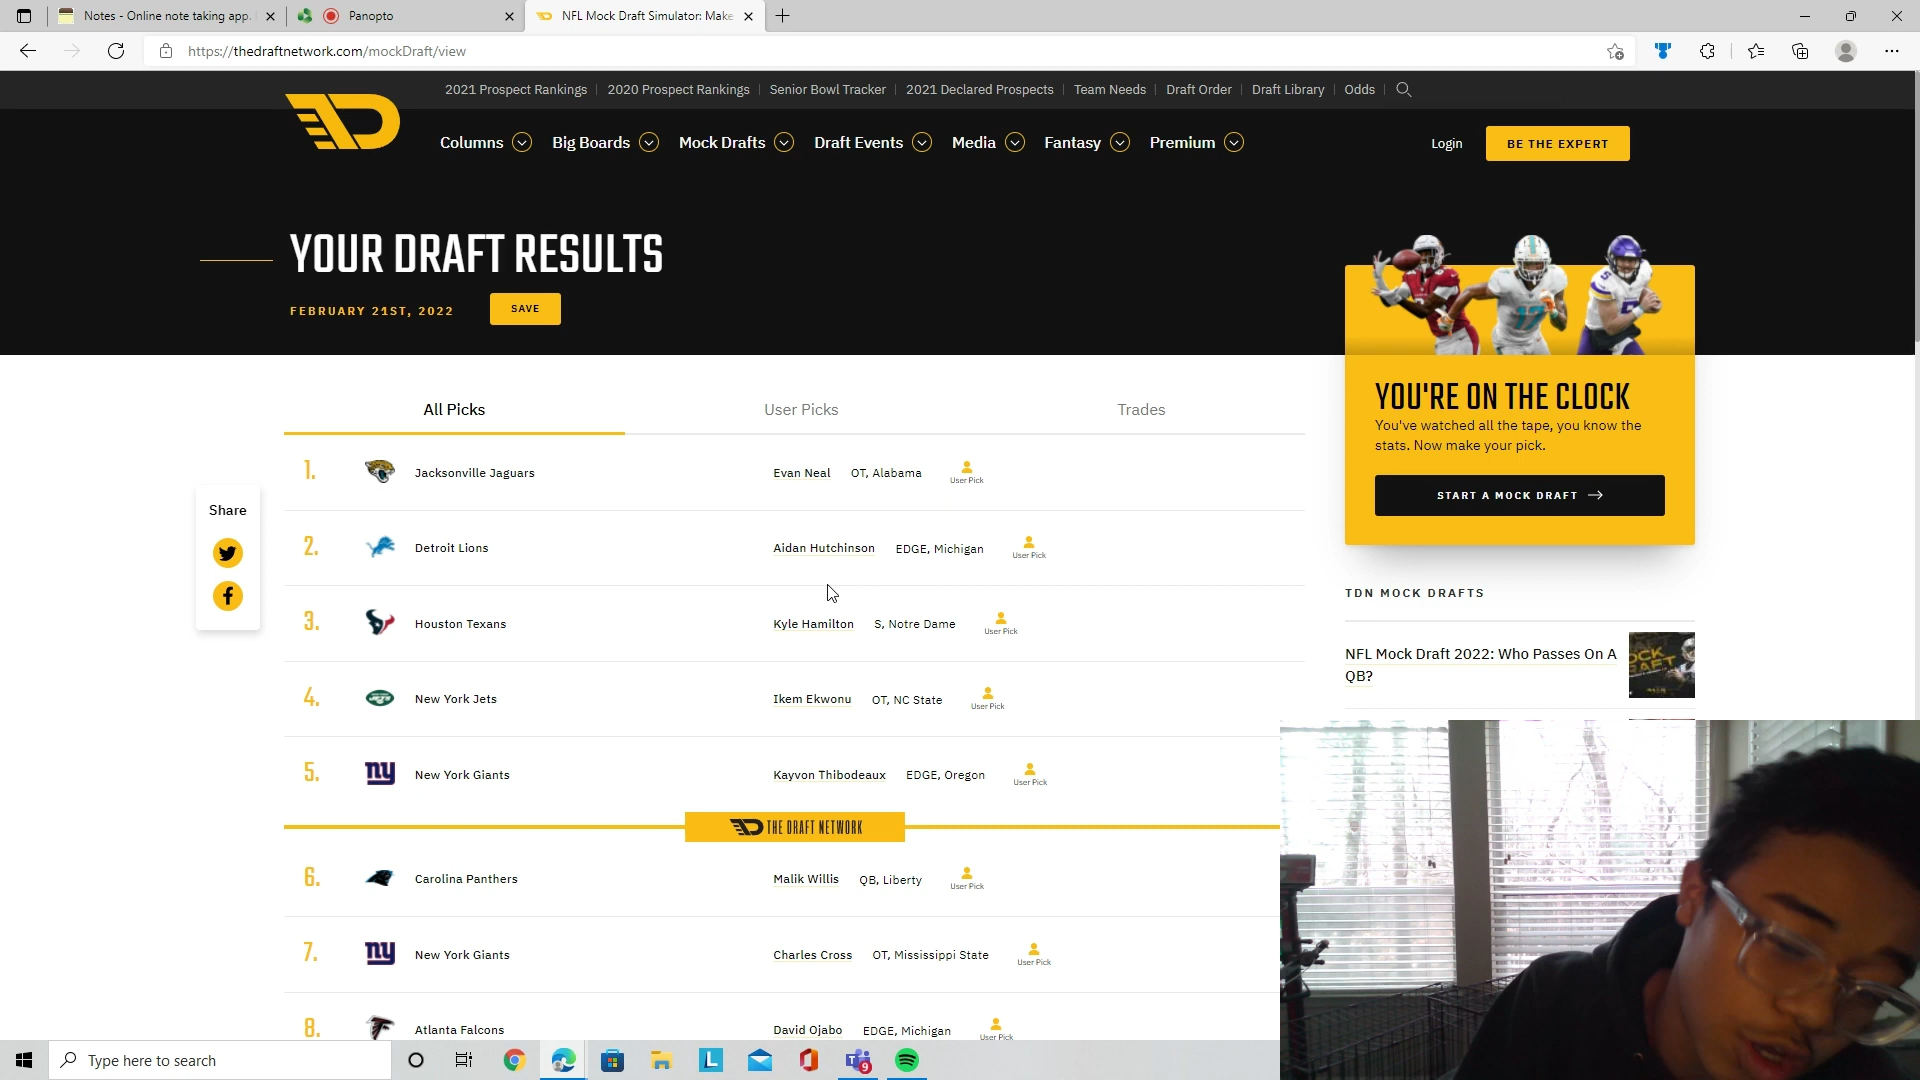 Notes - Online note taking app.
Panopto
NFL Mock Draft Simulator: Make
https://thedraftnetwork.com/mockDraft/view
2021 Prospect Rankings
2020 Prospect Rankings
Senior Bowl Tracker
2021 Declared Prospects
Team Needs
Draft Order
Draft Library
Odds
Columns
Big Boards
Mock Drafts
Draft Events
Media
Fantasy
Premium
Login
BE THE EXPERT
YOUR DRAFT RESULTS
FEBRUARY 21ST, 2022
SAVE
All Picks
User Picks
Trades
Share
1. Jacksonville Jaguars Evan Neal OT, Alabama User Pick
2. Detroit Lions Aidan Hutchinson EDGE, Michigan User Pick
3. Houston Texans Kyle Hamilton S, Notre Dame User Pick
4. New York Jets Ikem Ekwonu OT, NC State User Pick
5. New York Giants Kayvon Thibodeaux EDGE, Oregon User Pick
THE DRAFT NETWORK
6. Carolina Panthers Malik Willis QB, Liberty User Pick
7. New York Giants Charles Cross OT, Mississippi State User Pick
8. Atlanta Falcons David Ojabo EDGE, Michigan User Pick
YOU'RE ON THE CLOCK
You've watched all the tape, you know the
stats. Now make your pick.
START A MOCK DRAFT
TDN MOCK DRAFTS
NFL Mock Draft 2022: Who Passes On A
QB?
Type here to search
9